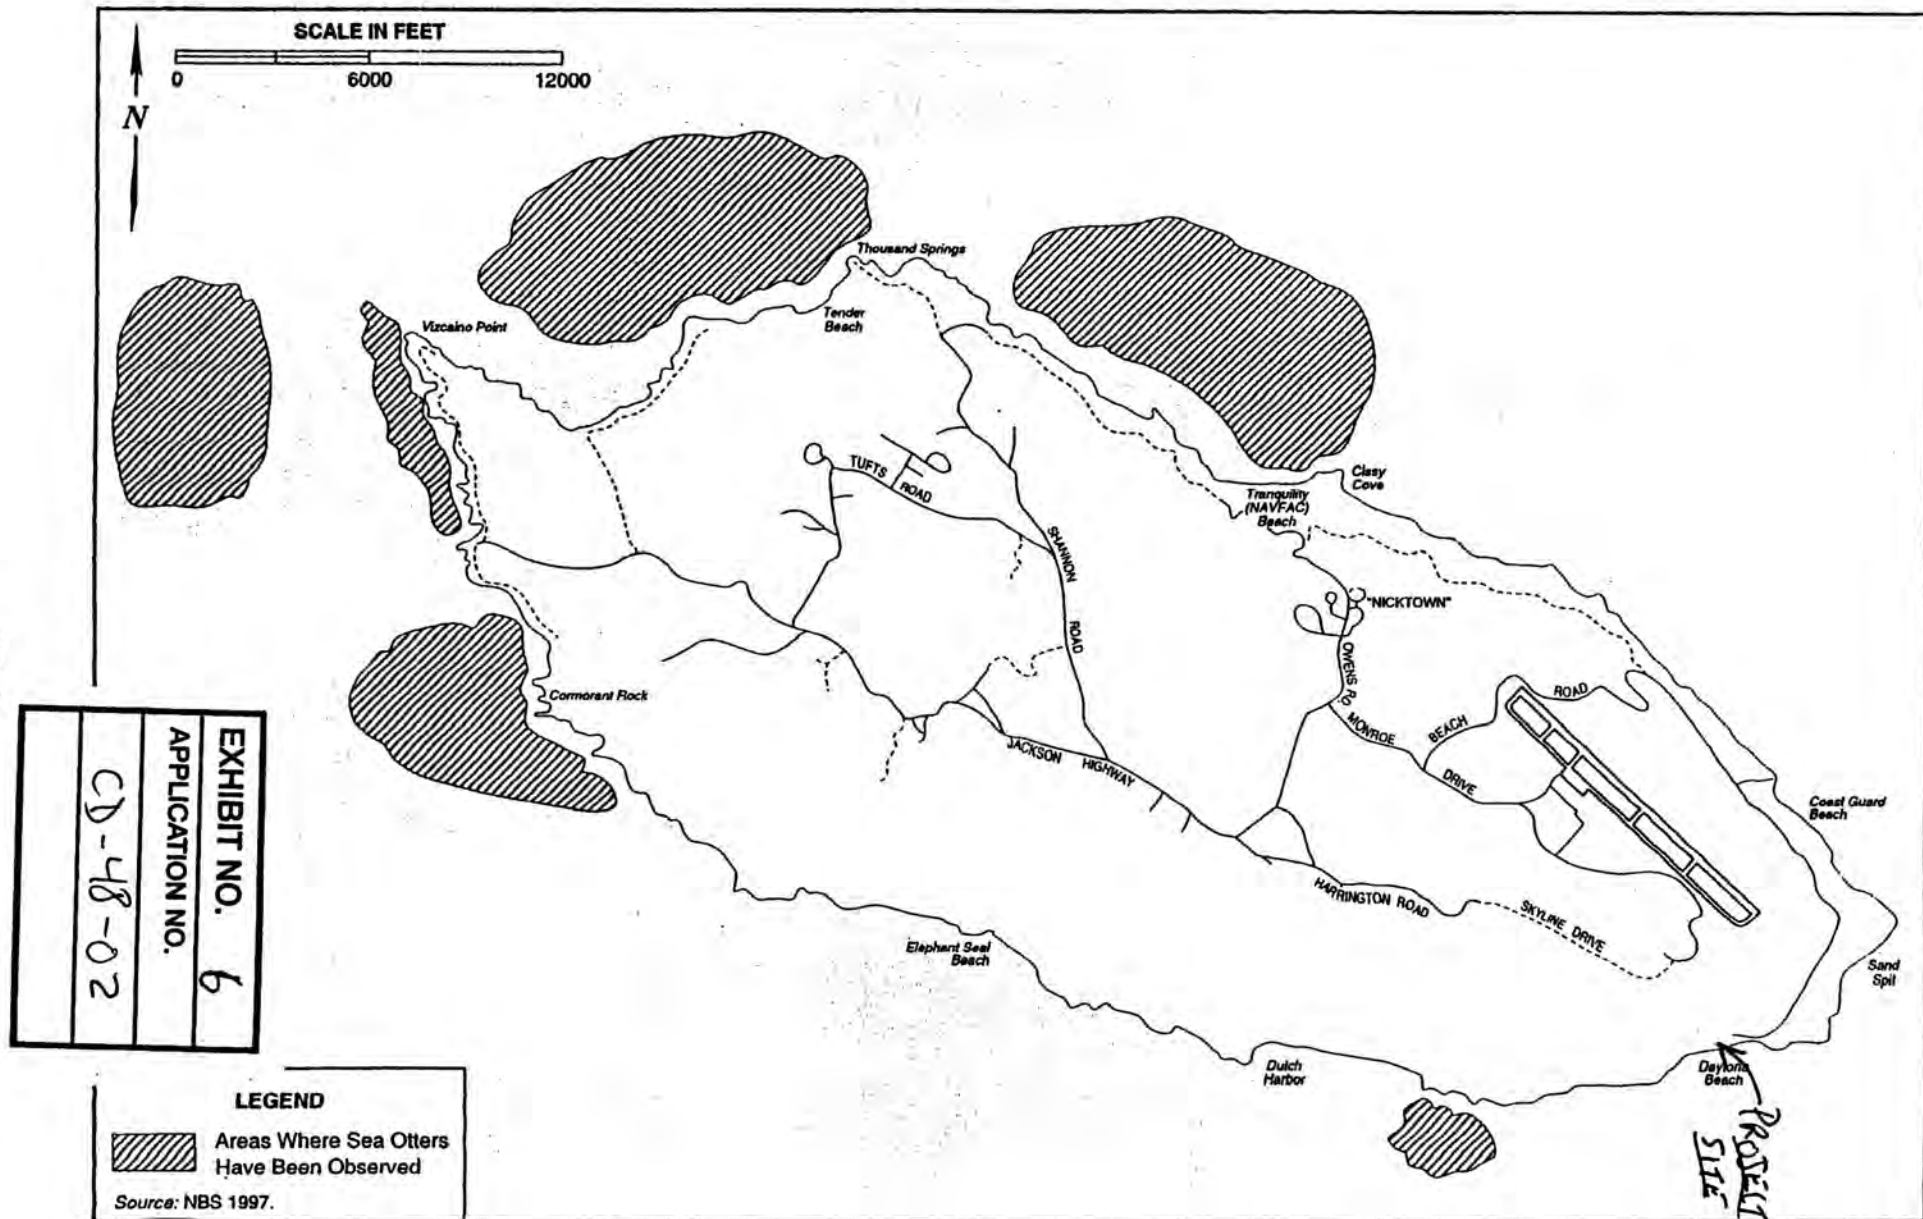 SCALE IN FEET
0 6000 12000
N
Thousand Springs
Vizcaino Point
Tender
Beach
Cissy
Cove
TUFTS
ROAD
Tranquility
(NAVFAC)
Beach
SHANNON
ROAD
"NICKTOWN"
OWENS RD
Cormorant Rock
ROAD
BEACH
MONROE
DRIVE
JACKSON HIGHWAY
Coast Guard
Beach
HARRINGTON ROAD
SKYLINE DRIVE
Elephant Seal
Beach
Sand
Spit
Dutch
Harbor
Daytona
Beach
PROJECT
SITE
EXHIBIT NO. 6
APPLICATION NO.
CD-48-02
LEGEND
Areas Where Sea Otters
Have Been Observed
Source: NBS 1997.